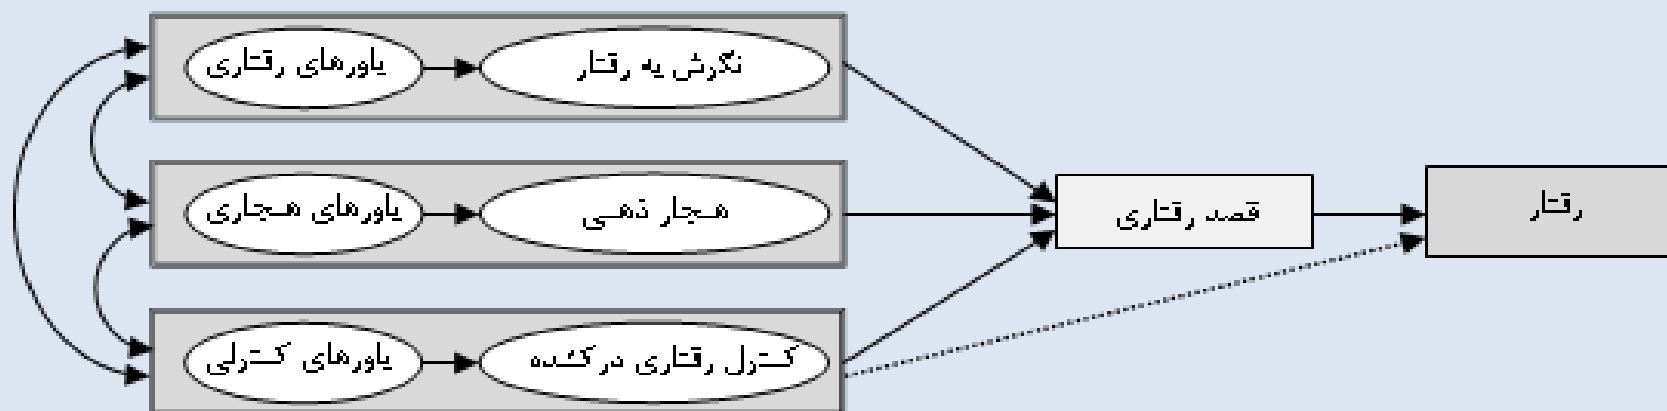 باورهای رفتاری
نگرش به رفتار
باورهای هنجاری
هنجار ذهنی
قصد رفتاری
رفتار
باورهای کنترلی
کنترل رفتاری درک‌شده